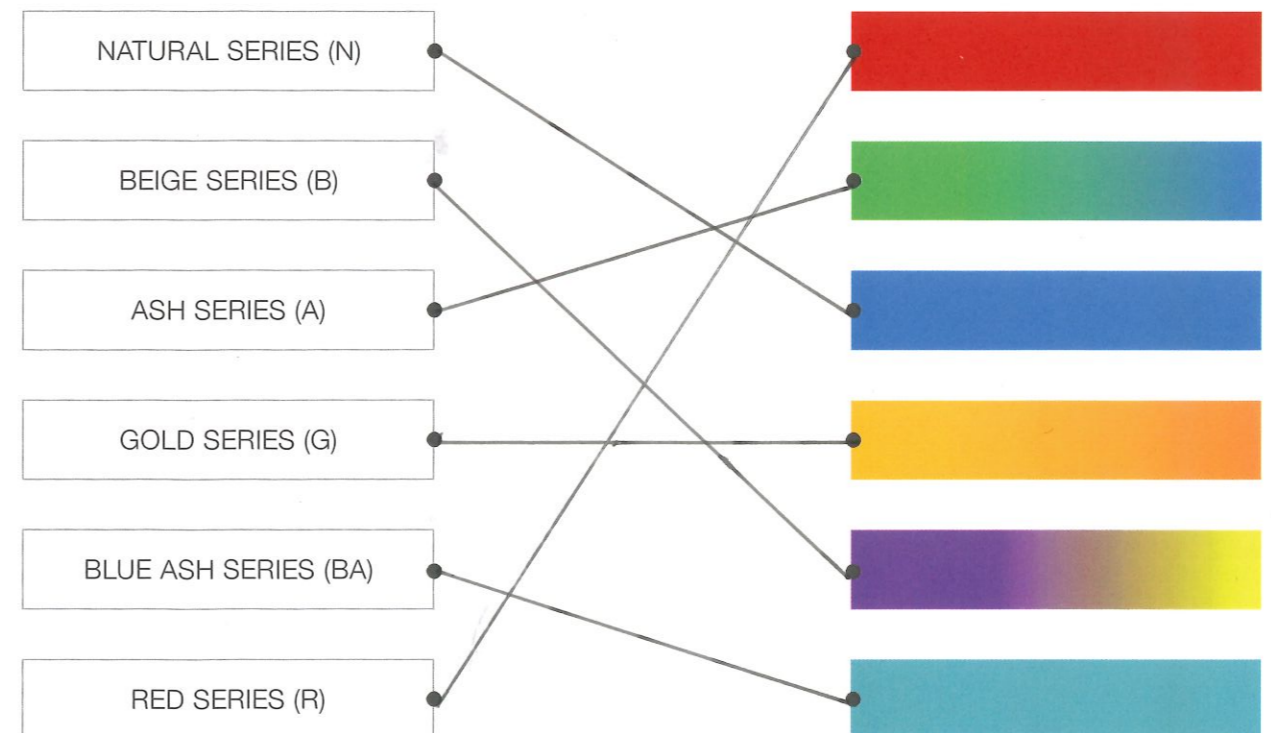 NATURAL SERIES (N)
BEIGE SERIES (B)
ASH SERIES (A)
GOLD SERIES (G)
BLUE ASH SERIES (BA)
RED SERIES (R)